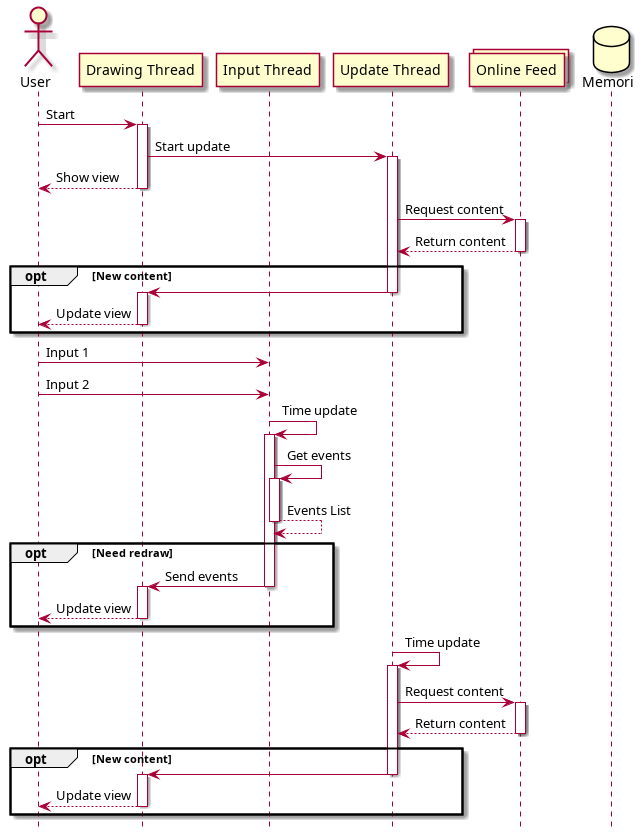 User
Drawing Thread
Input Thread
Update Thread
Online Feed
Memori
Start
Start update
Show view
Request content
Return content
opt [New content]
Update view
Input 1
Input 2
Time update
Get events
Events List
opt [Need redraw]
Send events
Update view
Time update
Request content
Return content
opt [New content]
Update view